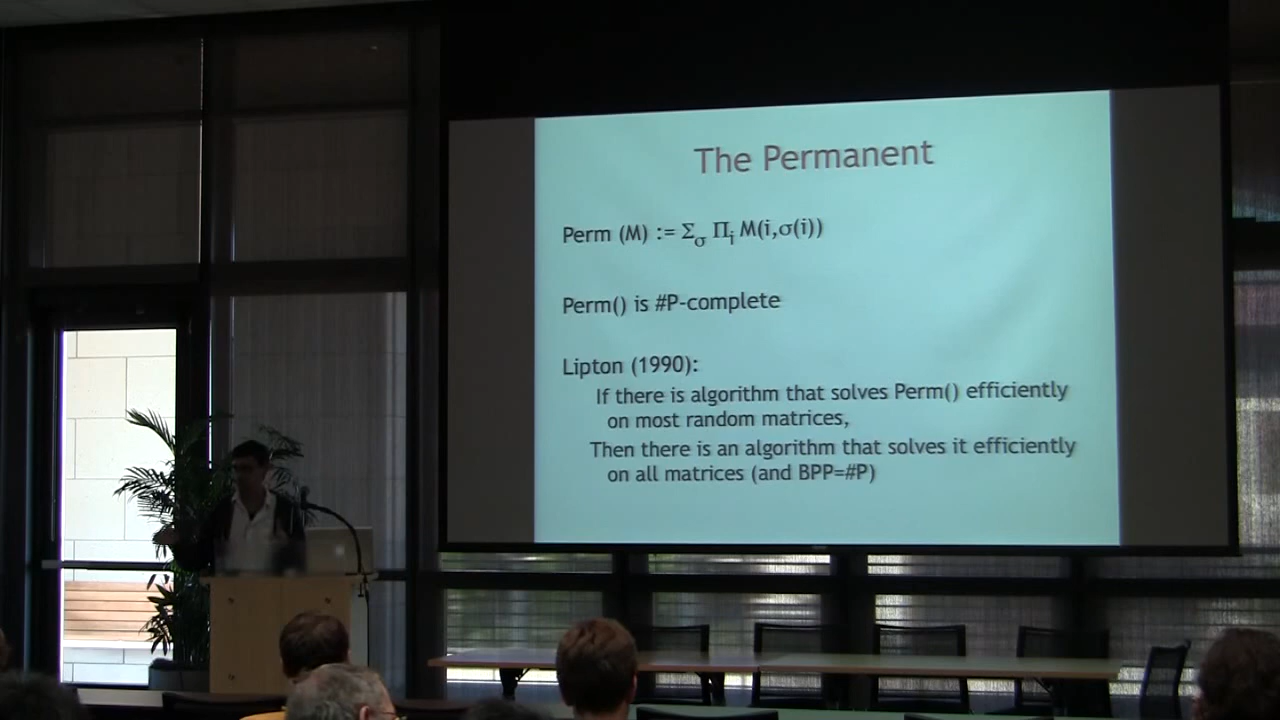 The Permanent
Perm (M) := Σσ Πi M(i,σ(i))
Perm() is #P-complete
Lipton (1990):
If there is algorithm that solves Perm() efficiently
on most random matrices,
Then there is an algorithm that solves it efficiently
on all matrices (and BPP=#P)